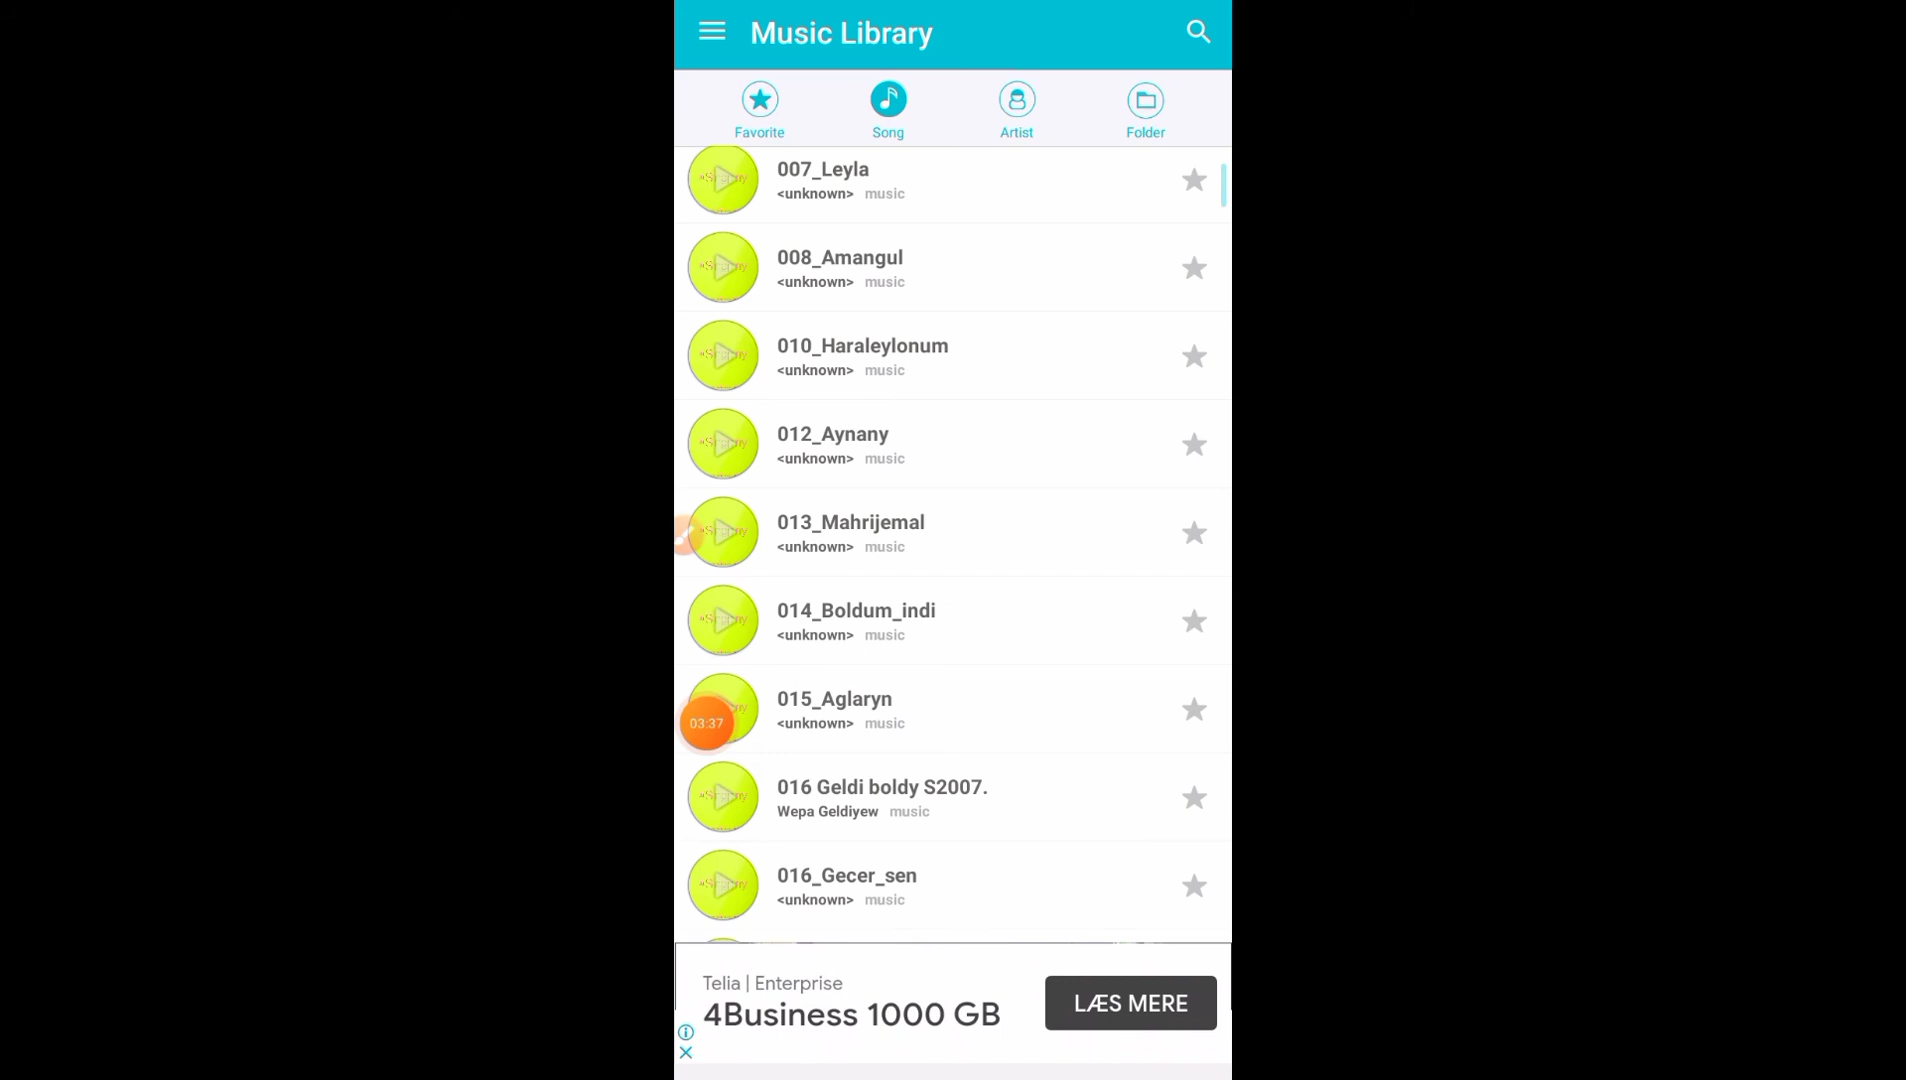 Music Library
Favorite
Song
Artist
Folder
007_Leyla
<unknown> music
008_Amangul
<unknown> music
010_Haraleylonum
<unknown> music
012_Aynany
<unknown> music
013_Mahrijemal
<unknown> music
014_Boldum_indi
<unknown> music
015_Aglaryn
<unknown> music
03:37
016 Geldi boldy S2007.
Wepa Geldiyew music
016_Gecer_sen
<unknown> music
Telia | Enterprise
4Business 1000 GB
LÆS MERE